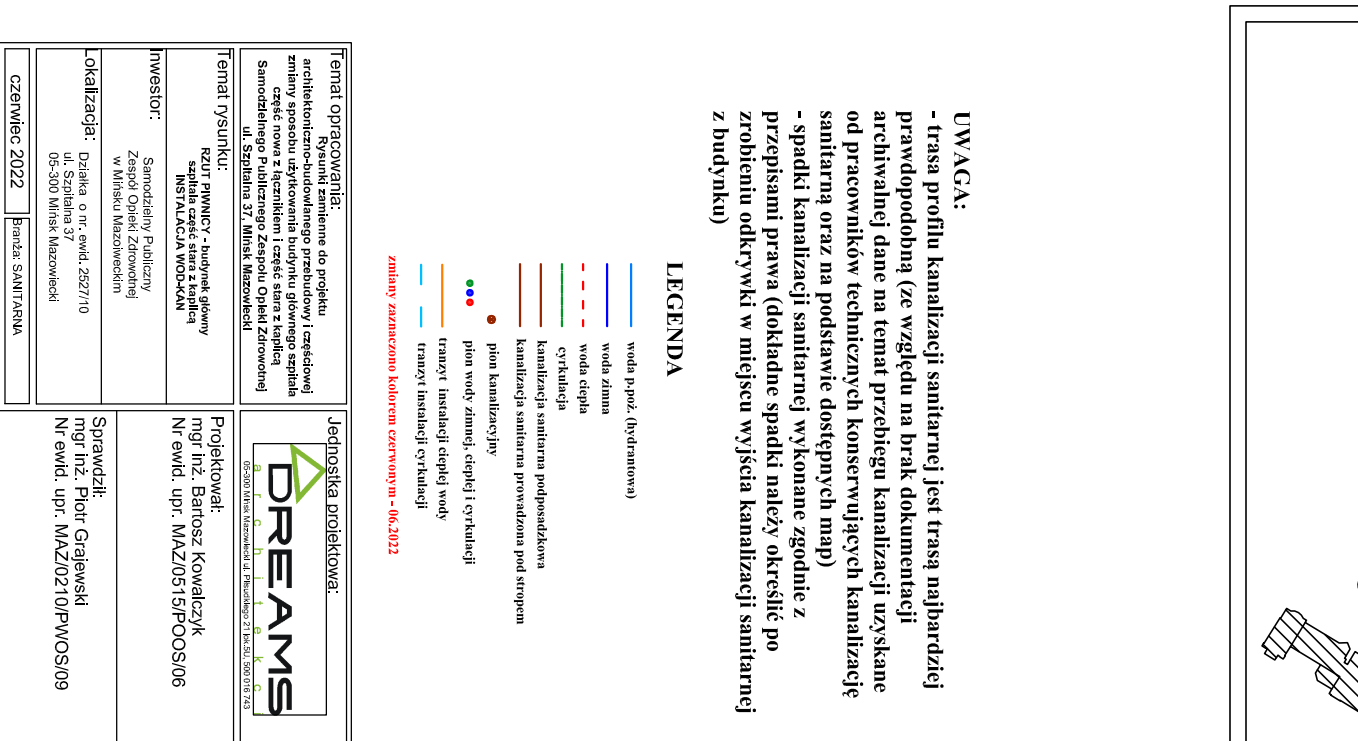 UWAGA:
- trasa profilu kanalizacji sanitarnej jest trasą najbardziej
prawdopodobną (ze względu na brak dokumentacji
archiwalnej dane na temat przebiegu kanalizacji uzyskane
od pracowników technicznych konserwujących kanalizację
sanitarną oraz na podstawie dostępnych map)
- spadki kanalizacji sanitarnej wykonane zgodnie z
przepisami prawa (dokładne spadki należy określić po
zrobieniu odkrywki w miejscu wyjścia kanalizacji sanitarnej
z budynku)
LEGENDA
woda p.poż. (hydrantowa)
woda zimna
woda ciepła
cyrkulacja
kanalizacja sanitarna podposadzkowa
kanalizacja sanitarna prowadzona pod stropem
pion kanalizacyjny
pion wody zimnej, ciepłej i cyrkulacji
tranzyt instalacji ciepłej wody
tranzyt instalacji cyrkulacji
zmiany zaznaczono kolorem czerwonym - 06.2022
Temat opracowania:
Rysunki zamienne do projektu
architektoniczno-budowlanego przebudowy i częściowej
zmiany sposobu użytkowania budynku głównego szpitala
część nowa z łącznikiem i część stara z kaplicą
Samodzielnego Publicznego Zespołu Opieki Zdrowotnej
ul. Szpitalna 37, Mińsk Mazowiecki
Jednostka projektowa:
DREAMS
architekci
05-300 Mińsk Mazowiecki ul. Piłsudkiego 21 lok.5U, 500 016 743
Temat rysunku:
RZUT PIWNICY - budynek główny
szpitala część stara z kaplicą
INSTALACJA WOD-KAN
Projektował:
mgr inż. Bartosz Kowalczyk
Nr ewid. upr. MAZ/0515/POOS/06
Inwestor:
Samodzielny Publiczny
Zespół Opieki Zdrowotnej
w Mińsku Mazoiweckim
Lokalizacja:
Działka o nr. ewid. 2527/10
ul. Szpitalna 37
05-300 Mińsk Mazowiecki
Sprawdził:
mgr inż. Piotr Grajewski
Nr ewid. upr. MAZ/0210/PWOS/09
czerwiec 2022
Branża: SANITARNA